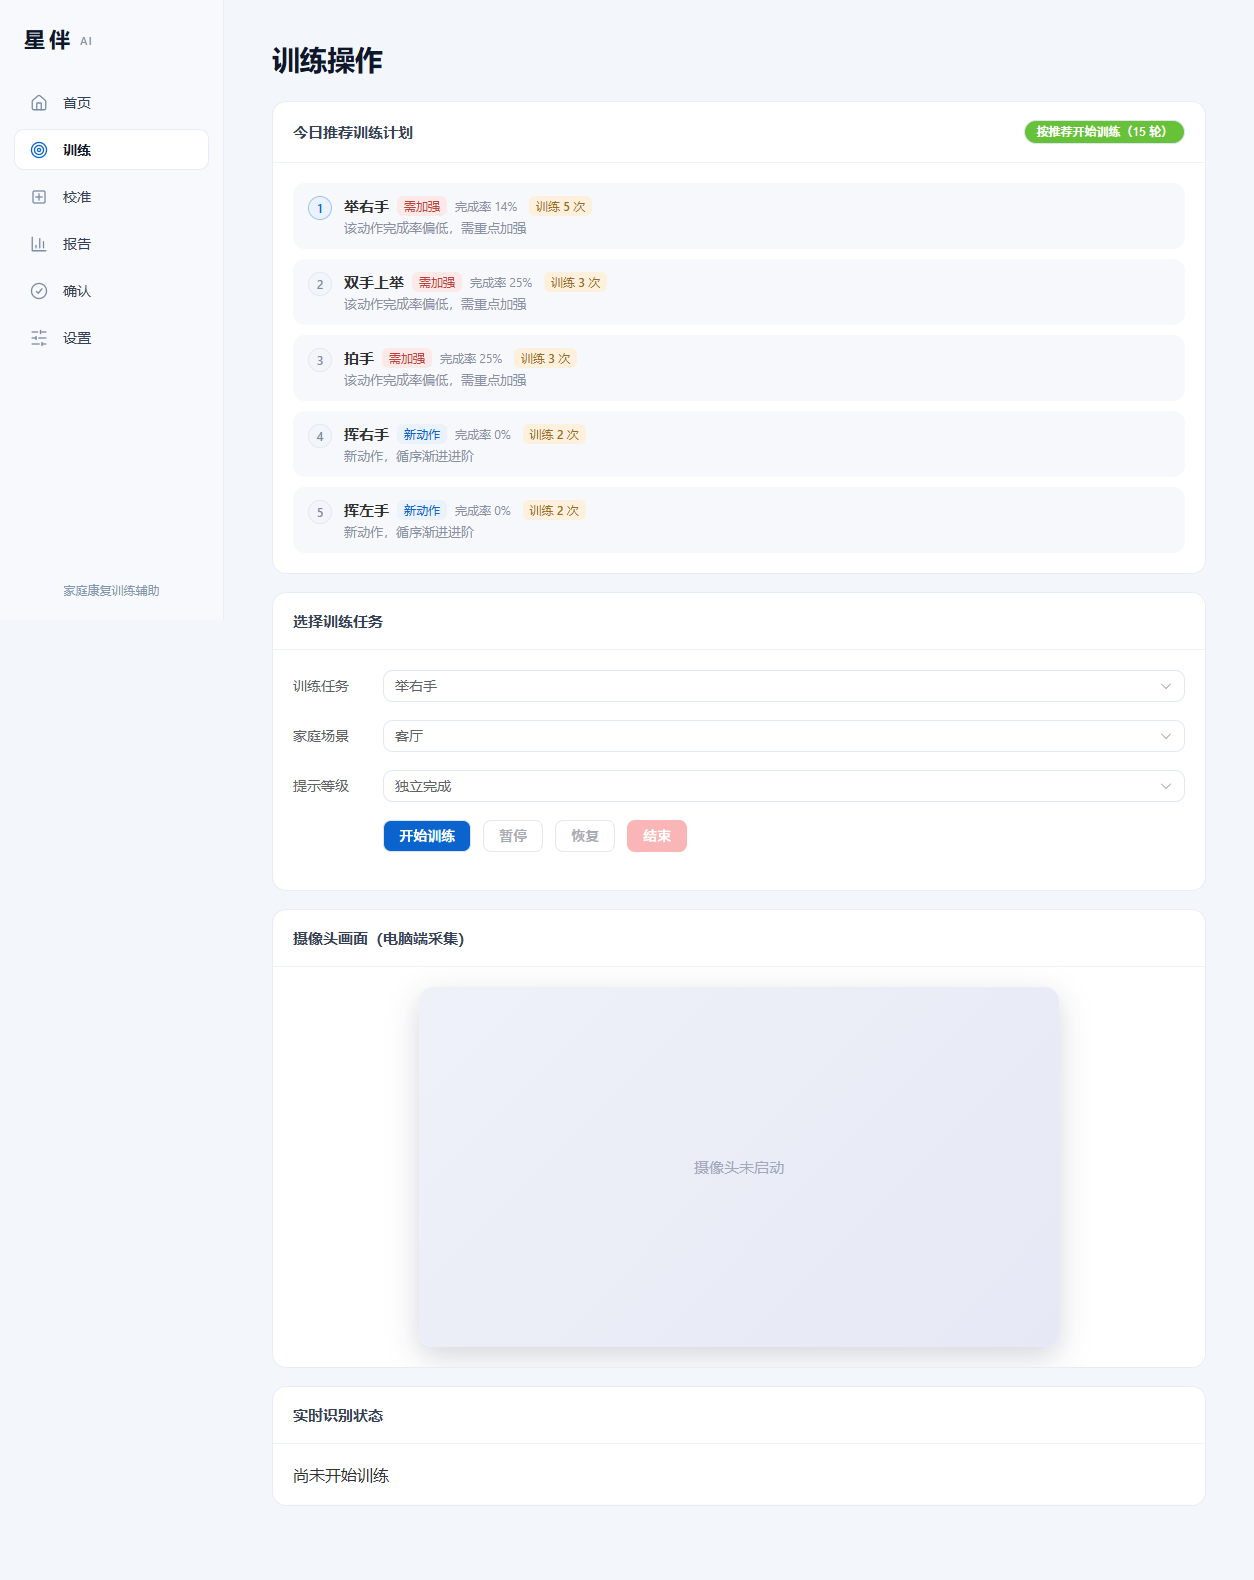 星伴 AI
首页
训练
校准
报告
确认
设置
家庭康复训练辅助
训练操作
今日推荐训练计划
按推荐开始训练（15 轮）
1 举右手 需加强 完成率 14% 训练 5 次
该动作完成率偏低，需重点加强
2 双手上举 需加强 完成率 25% 训练 3 次
该动作完成率偏低，需重点加强
3 拍手 需加强 完成率 25% 训练 3 次
该动作完成率偏低，需重点加强
4 挥右手 新动作 完成率 0% 训练 2 次
新动作，循序渐进进阶
5 挥左手 新动作 完成率 0% 训练 2 次
新动作，循序渐进进阶
选择训练任务
训练任务 举右手
家庭场景 客厅
提示等级 独立完成
开始训练 暂停 恢复 结束
摄像头画面（电脑端采集）
摄像头未启动
实时识别状态
尚未开始训练